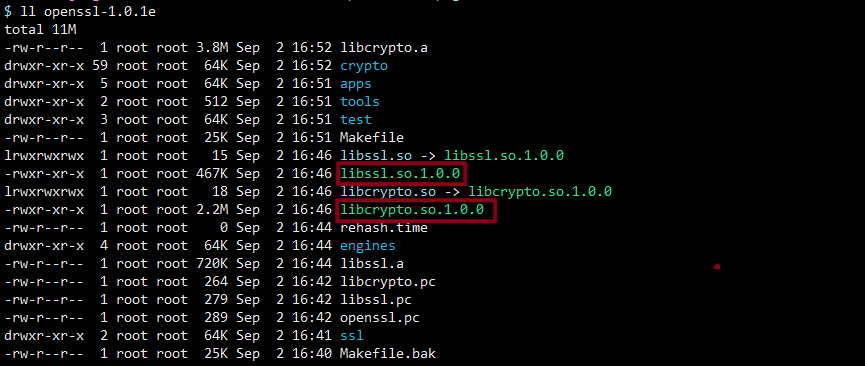 $ ll openssl-1.0.1e
total 11M
-rw-r--r-- 1 root root 3.8M Sep 2 16:52 libcrypto.a
drwxr-xr-x 59 root root 64K Sep 2 16:52 crypto
drwxr-xr-x 5 root root 64K Sep 2 16:51 apps
drwxr-xr-x 2 root root 512 Sep 2 16:51 tools
drwxr-xr-x 3 root root 64K Sep 2 16:51 test
-rw-r--r-- 1 root root 25K Sep 2 16:51 Makefile
lrwxrwxrwx 1 root root 15 Sep 2 16:46 libssl.so -> libssl.so.1.0.0
-rwxr-xr-x 1 root root 467K Sep 2 16:46 libssl.so.1.0.0
lrwxrwxrwx 1 root root 18 Sep 2 16:46 libcrypto.so -> libcrypto.so.1.0.0
-rwxr-xr-x 1 root root 2.2M Sep 2 16:46 libcrypto.so.1.0.0
-rw-r--r-- 1 root root 0 Sep 2 16:44 rehash.time
drwxr-xr-x 4 root root 64K Sep 2 16:44 engines
-rw-r--r-- 1 root root 720K Sep 2 16:44 libssl.a
-rw-r--r-- 1 root root 264 Sep 2 16:42 libcrypto.pc
-rw-r--r-- 1 root root 279 Sep 2 16:42 libssl.pc
-rw-r--r-- 1 root root 289 Sep 2 16:42 openssl.pc
drwxr-xr-x 2 root root 64K Sep 2 16:41 ssl
-rw-r--r-- 1 root root 25K Sep 2 16:40 Makefile.bak